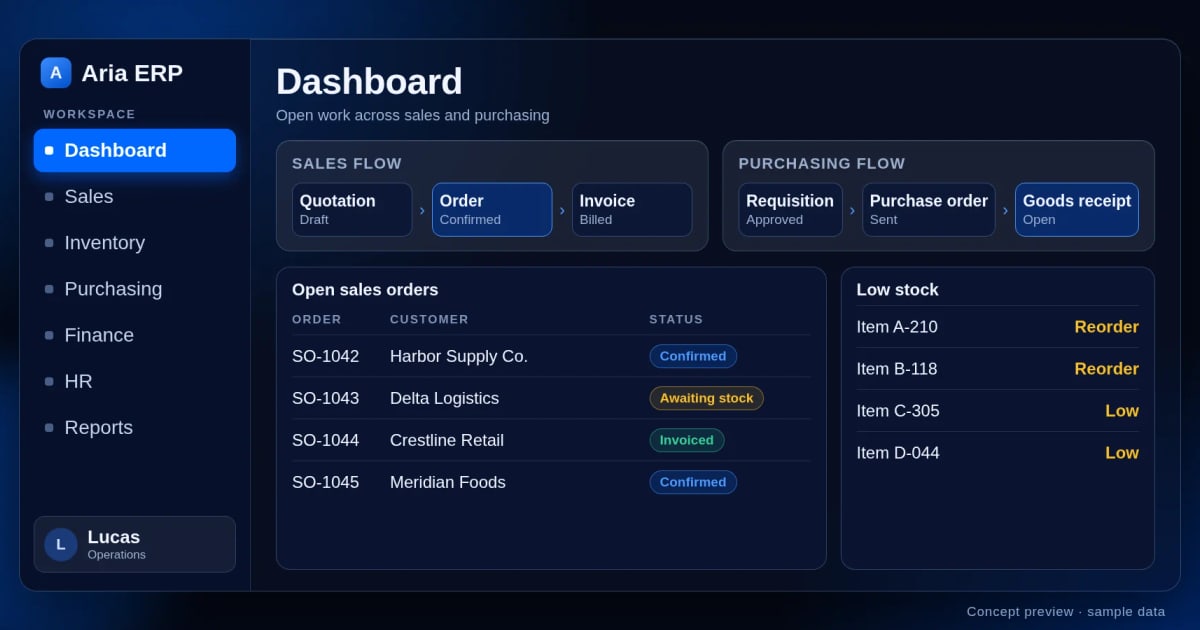 A Aria ERP
WORKSPACE
Dashboard
Sales
Inventory
Purchasing
Finance
HR
Reports
L Lucas
Operations
Dashboard
Open work across sales and purchasing
SALES FLOW
Quotation
Draft
›
Order
Confirmed
›
Invoice
Billed
PURCHASING FLOW
Requisition
Approved
›
Purchase order
Sent
›
Goods receipt
Open
Open sales orders
ORDER CUSTOMER STATUS
SO-1042 Harbor Supply Co. Confirmed
SO-1043 Delta Logistics Awaiting stock
SO-1044 Crestline Retail Invoiced
SO-1045 Meridian Foods Confirmed
Low stock
Item A-210 Reorder
Item B-118 Reorder
Item C-305 Low
Item D-044 Low
Concept preview · sample data